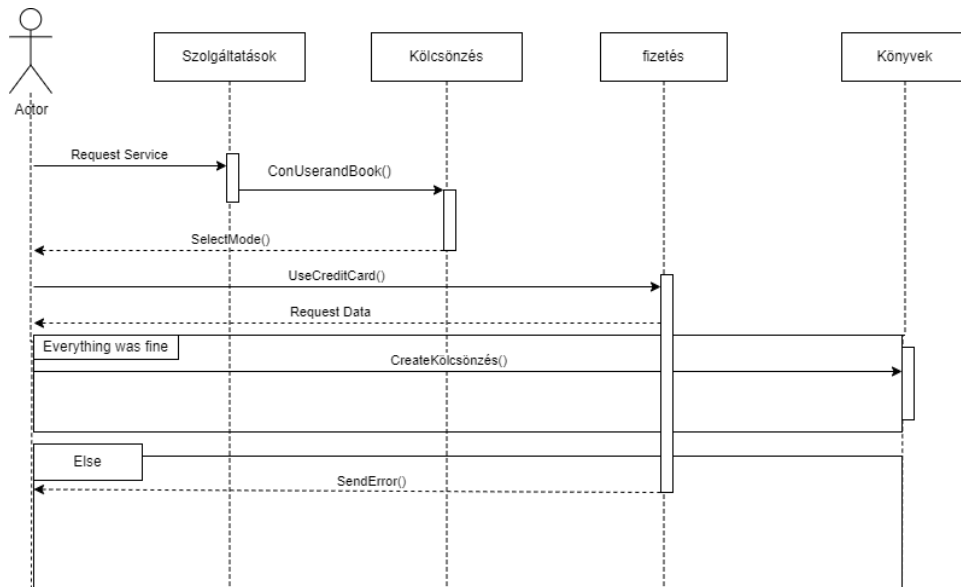 Actor
Szolgáltatások
Kölcsönzés
fizetés
Könyvek
Request Service
ConUserandBook()
SelectMode()
UseCreditCard()
Request Data
Everything was fine
CreateKölcsönzés()
Else
SendError()